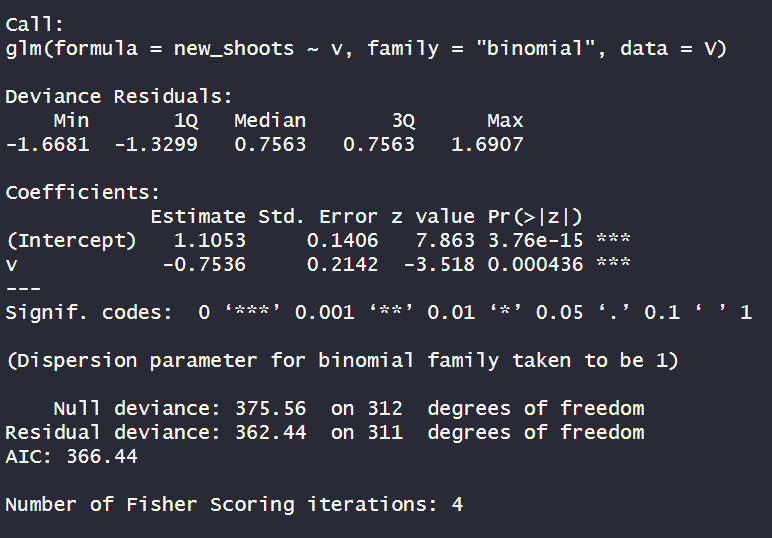 Call:
glm(formula = new_shoots ~ v, family = "binomial", data = V)
Deviance Residuals:
    Min       1Q   Median       3Q      Max
-1.6681  -1.3299   0.7563   0.7563   1.6907
Coefficients:
            Estimate Std. Error z value Pr(>|z|)
(Intercept)   1.1053     0.1406   7.863 3.76e-15 ***
v            -0.7536     0.2142  -3.518 0.000436 ***
---
Signif. codes:  0 ‘***’ 0.001 ‘**’ 0.01 ‘*’ 0.05 ‘.’ 0.1 ‘ ’ 1
(Dispersion parameter for binomial family taken to be 1)
    Null deviance: 375.56  on 312  degrees of freedom
Residual deviance: 362.44  on 311  degrees of freedom
AIC: 366.44
Number of Fisher Scoring iterations: 4